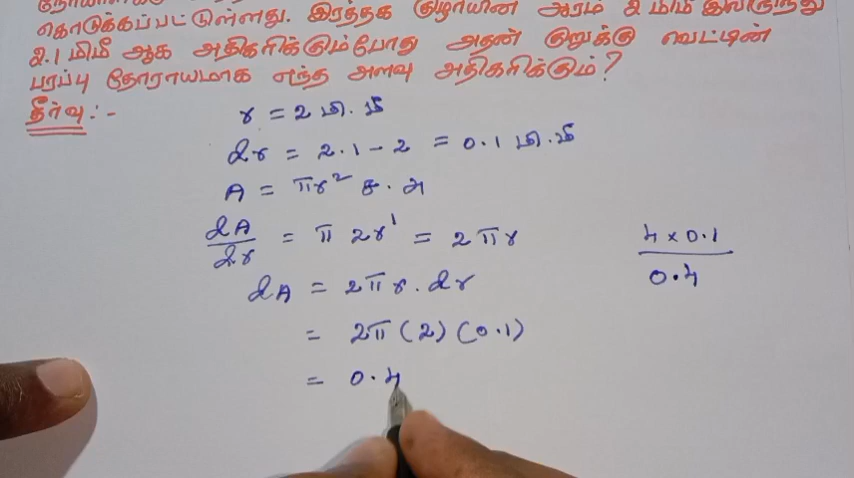 கொடுக்கப்பட்டுள்ளது. இரத்தக் குழாயின் ஆரம் 2 மிமீ இலிருந்து
2.1 மிமீ ஆக அதிகரிக்கும்போது அதன் குறுக்கு வெட்டின்
பரப்பு தோராயமாக எந்த அளவு அதிகரிக்கும்?
தீர்வு:-
r = 2 மி.மீ
dr = 2.1 - 2 = 0.1 மி.மீ
A = πr² ச.அ
dA/dr = π 2r¹ = 2πr
4 x 0.1
0.4
dA = 2πr.dr
= 2π(2)(0.1)
= 0.4